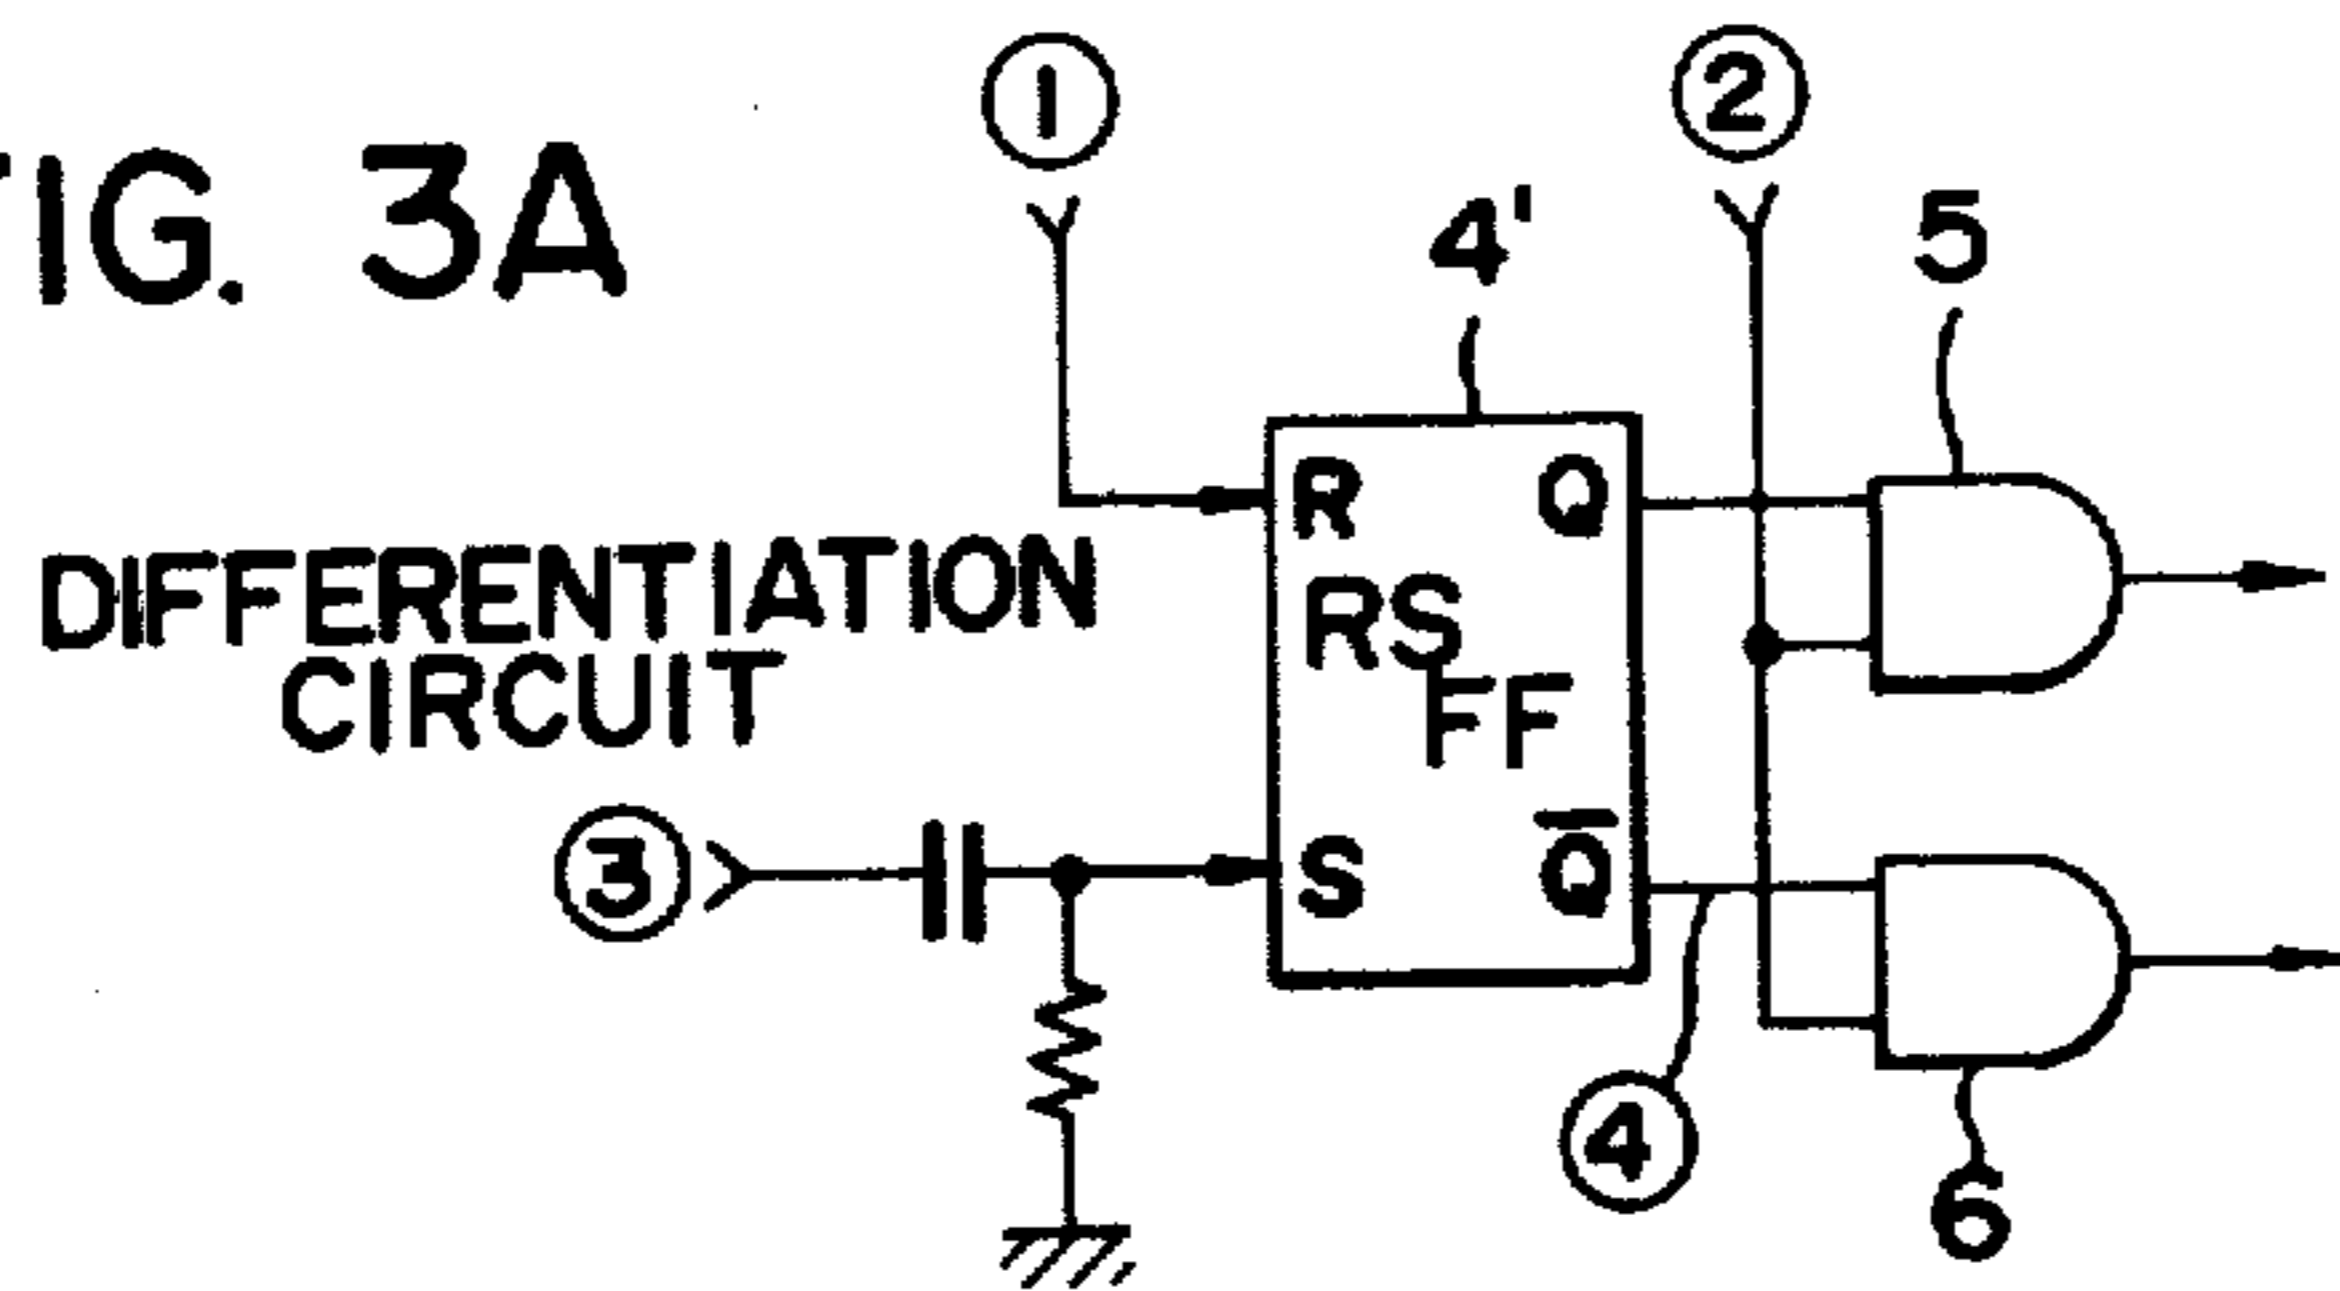 FIG. 3A
1
2
4'
5
R
Q
DIFFERENTIATION
CIRCUIT
RS
FF
3
S
Q̅
4
6